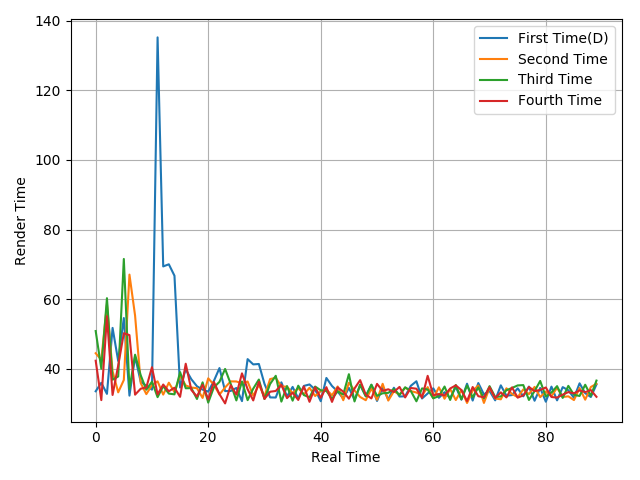 140
120
100
80
60
40
Render Time
First Time(D)
Second Time
Third Time
Fourth Time
0 20 40 60 80
Real Time